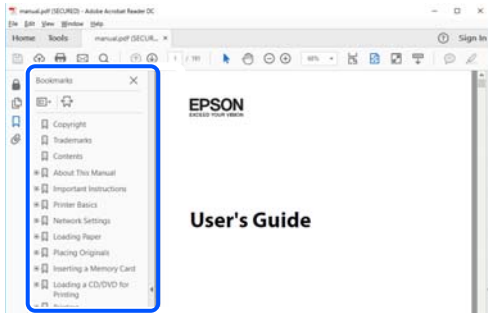 manual.pdf (SECURED) - Adobe Acrobat Reader DC
File Edit View Window Help
Home Tools manual.pdf (SECUR... × Sign In
Bookmarks
EPSON
EXCEED YOUR VISION
Copyright
Trademarks
Contents
About This Manual
Important Instructions
Printer Basics
Network Settings
User's Guide
Loading Paper
Placing Originals
Inserting a Memory Card
Loading a CD/DVD for
Printing